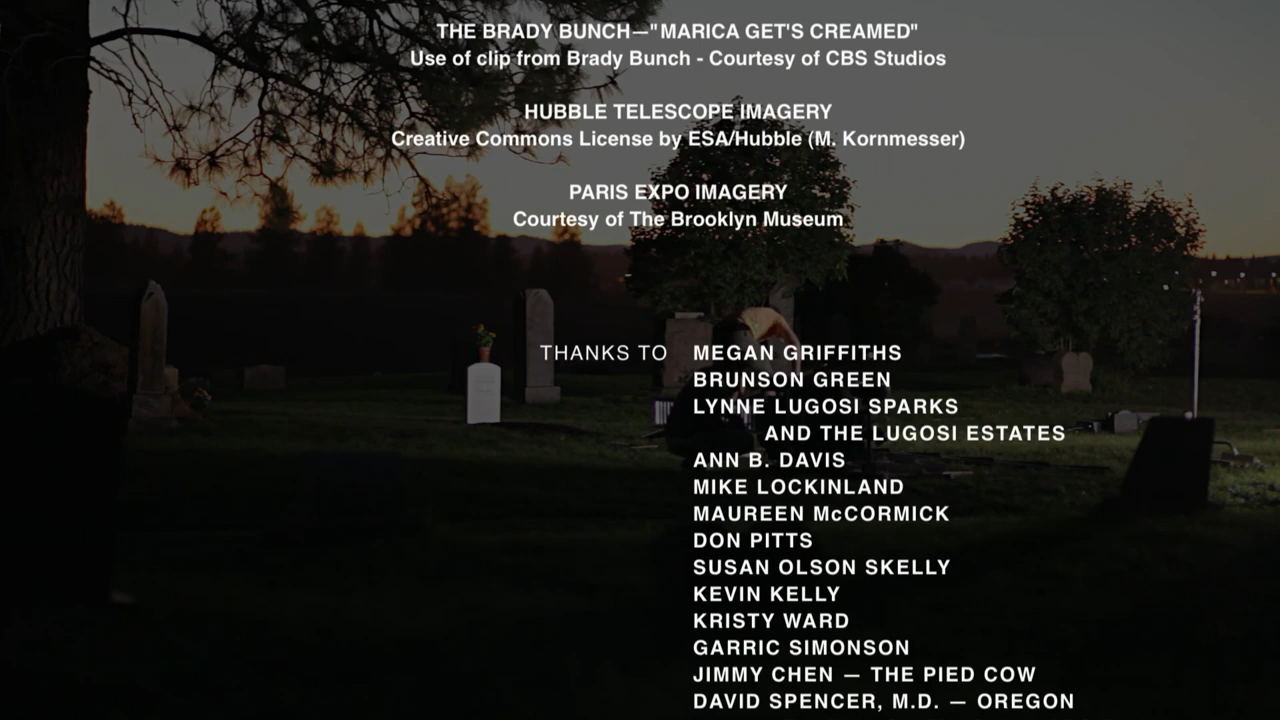 THE BRADY BUNCH—"MARICA GET'S CREAMED"
Use of clip from Brady Bunch - Courtesy of CBS Studios
HUBBLE TELESCOPE IMAGERY
Creative Commons License by ESA/Hubble (M. Kornmesser)
PARIS EXPO IMAGERY
Courtesy of The Brooklyn Museum
THANKS TO MEGAN GRIFFITHS
BRUNSON GREEN
LYNNE LUGOSI SPARKS
AND THE LUGOSI ESTATES
ANN B. DAVIS
MIKE LOCKINLAND
MAUREEN McCORMICK
DON PITTS
SUSAN OLSON SKELLY
KEVIN KELLY
KRISTY WARD
GARRIC SIMONSON
JIMMY CHEN — THE PIED COW
DAVID SPENCER, M.D. — OREGON